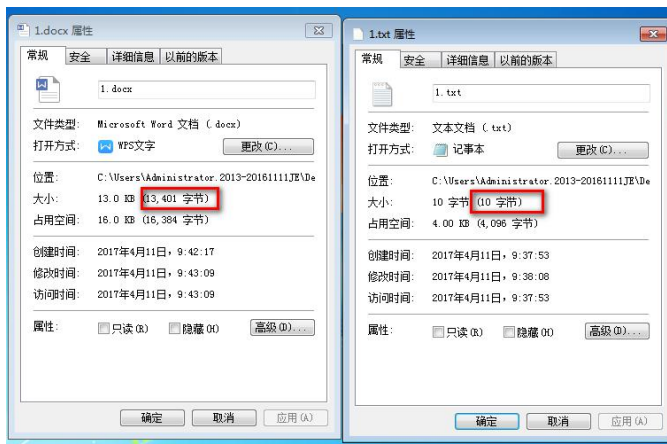 1.docx 属性
常规 安全 详细信息 以前的版本
1.docx
文件类型: Microsoft Word 文档 (.docx)
打开方式: WPS文字 更改(C)...
位置: C:\Users\Administrator.2013-20161111JE\De
大小: 13.0 KB (13,401 字节)
占用空间: 16.0 KB (16,384 字节)
创建时间: 2017年4月11日，9:42:17
修改时间: 2017年4月11日，9:43:09
访问时间: 2017年4月11日，9:43:09
属性: 只读(R) 隐藏(H) 高级(D)...
确定 取消 应用(A)
1.txt 属性
常规 安全 详细信息 以前的版本
1.txt
文件类型: 文本文档 (.txt)
打开方式: 记事本 更改(C)...
位置: C:\Users\Administrator.2013-20161111JE\De
大小: 10 字节 (10 字节)
占用空间: 4.00 KB (4,096 字节)
创建时间: 2017年4月11日，9:37:53
修改时间: 2017年4月11日，9:38:08
访问时间: 2017年4月11日，9:37:53
属性: 只读(R) 隐藏(H) 高级(D)...
确定 取消 应用(A)